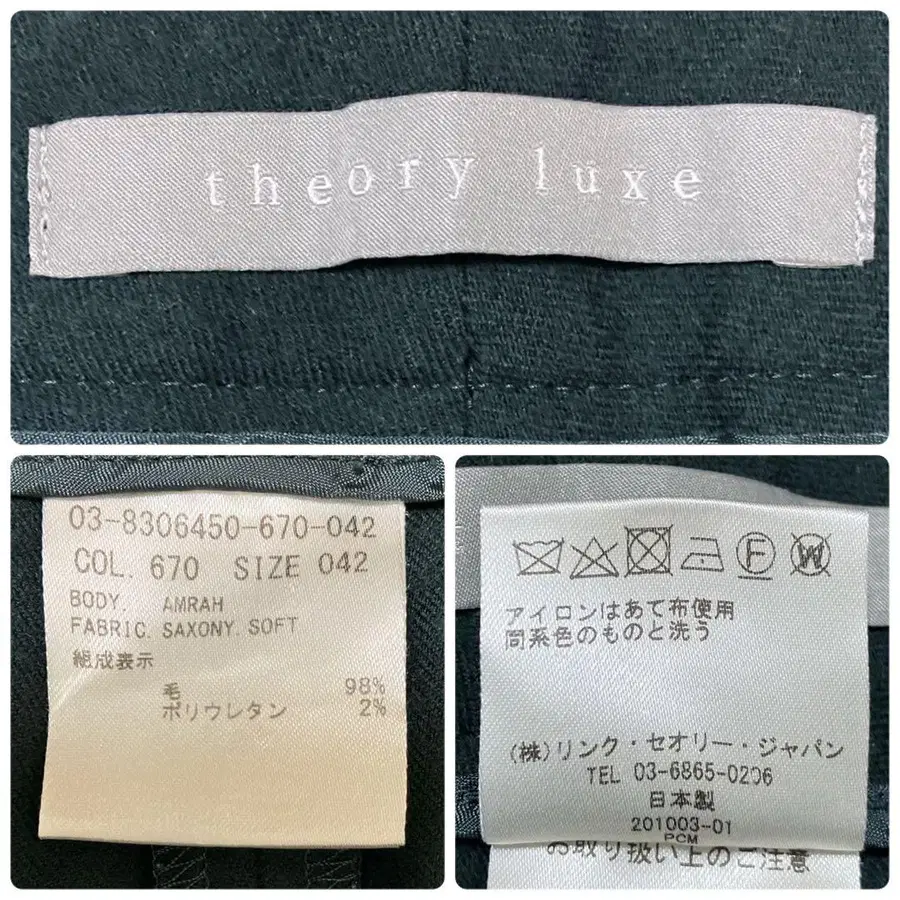 theory luxe
03-8306450-670-042
COL. 670 SIZE 042
BODY. AMRAH
FABRIC. SAXONY. SOFT
組成表示
毛 98%
ポリウレタン 2%
F W
アイロンはあて布使用
同系色のものと洗う
(株)リンク・セオリー・ジャパン
TEL 03-6865-0206
日本製
201003-01
PCM
お取り扱い上のご注意